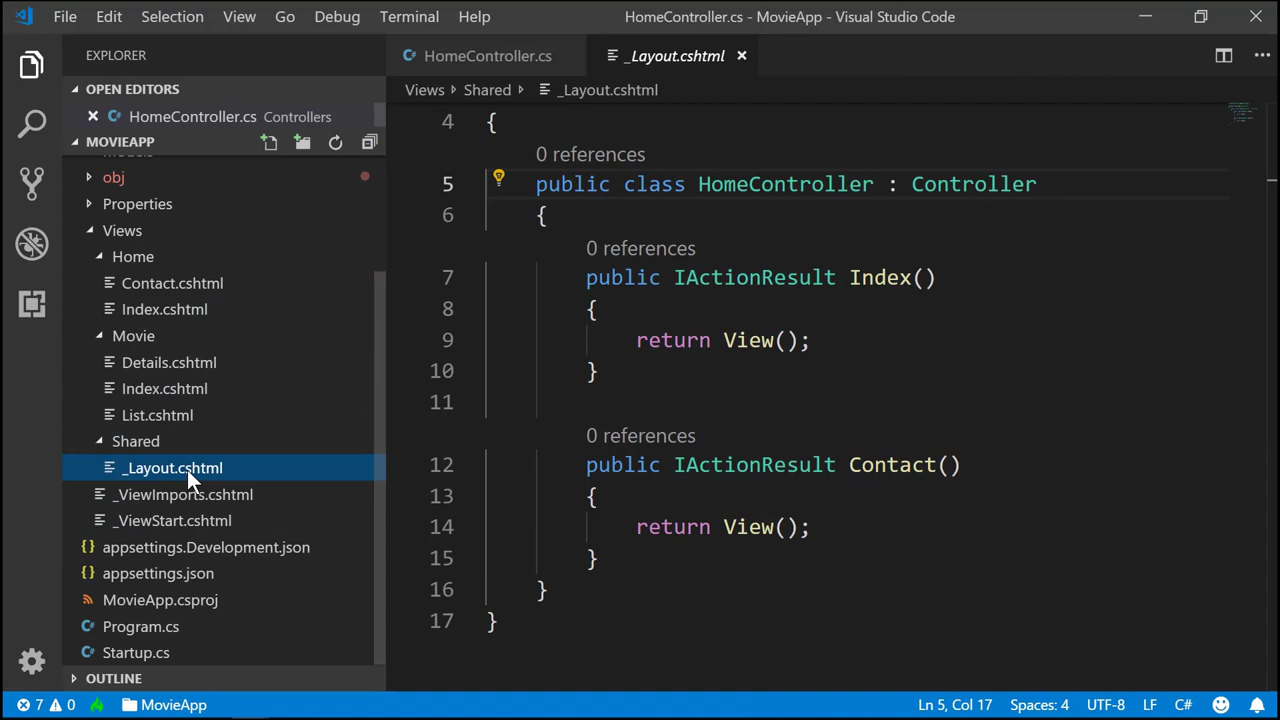 File Edit Selection View Go Debug Terminal Help HomeController.cs - MovieApp - Visual Studio Code
EXPLORER
OPEN EDITORS
HomeController.cs Controllers
MOVIEAPP
obj
Properties
Views
Home
Contact.cshtml
Index.cshtml
Movie
Details.cshtml
Index.cshtml
List.cshtml
Shared
_Layout.cshtml
_ViewImports.cshtml
_ViewStart.cshtml
{} appsettings.Development.json
{} appsettings.json
MovieApp.csproj
C# Program.cs
C# Startup.cs
OUTLINE
C# HomeController.cs _Layout.cshtml
Views Shared _Layout.cshtml
4 {
0 references
5 public class HomeController : Controller
6 {
0 references
7 public IActionResult Index()
8 {
9 return View();
10 }
11
0 references
12 public IActionResult Contact()
13 {
14 return View();
15 }
16 }
17 }
7 0 MovieApp Ln 5, Col 17 Spaces: 4 UTF-8 LF C#